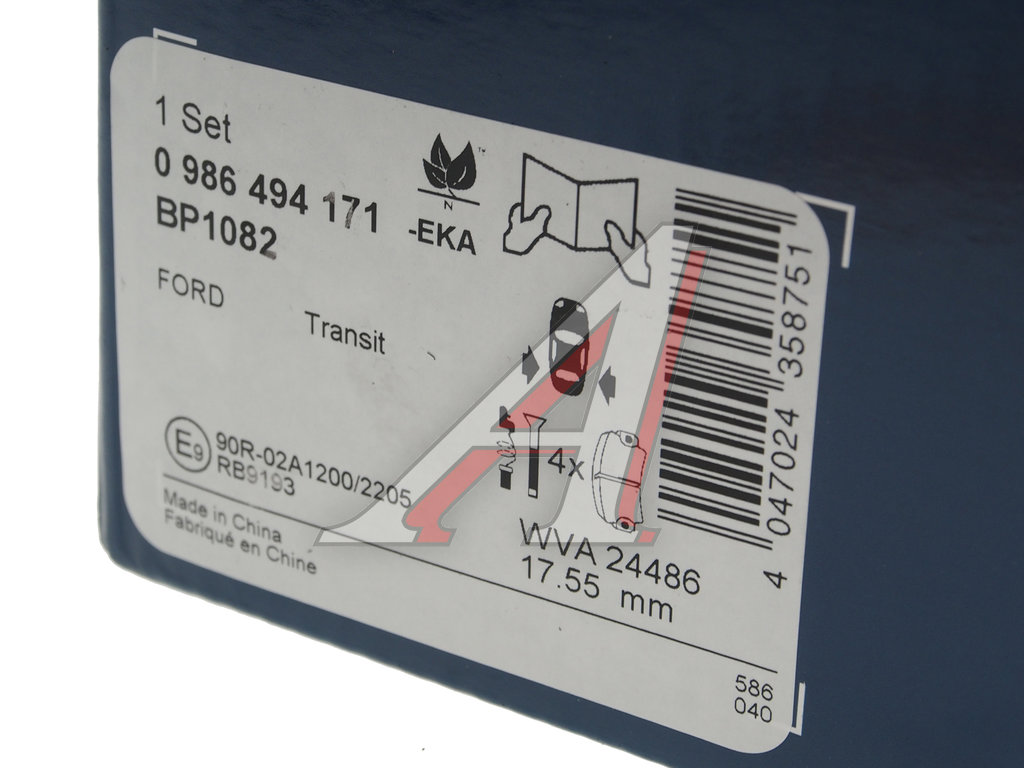 1 Set
0 986 494 171
BP1082
-EKA
TM
N
FORD
Transit
E9
90R-02A1200/2205
RB9193
4x
Made in China
Fabriqué en Chine
WVA 24486
17.55 mm
4 047024 358751
586
040